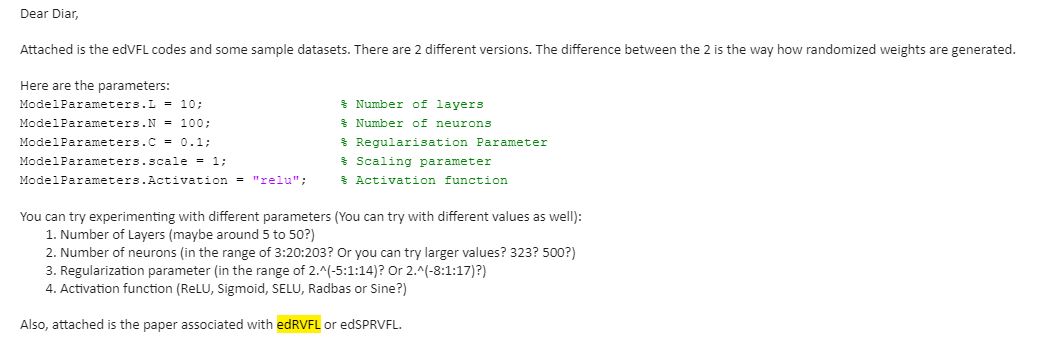 Dear Diar,
Attached is the edVFL codes and some sample datasets. There are 2 different versions. The difference between the 2 is the way how randomized weights are generated.
Here are the parameters:
ModelParameters.L = 10; % Number of layers
ModelParameters.N = 100; % Number of neurons
ModelParameters.C = 0.1; % Regularisation Parameter
ModelParameters.scale = 1; % Scaling parameter
ModelParameters.Activation = "relu"; % Activation function
You can try experimenting with different parameters (You can try with different values as well):
1. Number of Layers (maybe around 5 to 50?)
2. Number of neurons (in the range of 3:20:203? Or you can try larger values? 323? 500?)
3. Regularization parameter (in the range of 2.^(-5:1:14)? Or 2.^(-8:1:17)?)
4. Activation function (ReLU, Sigmoid, SELU, Radbas or Sine?)
Also, attached is the paper associated with edRVFL or edSPRVFL.